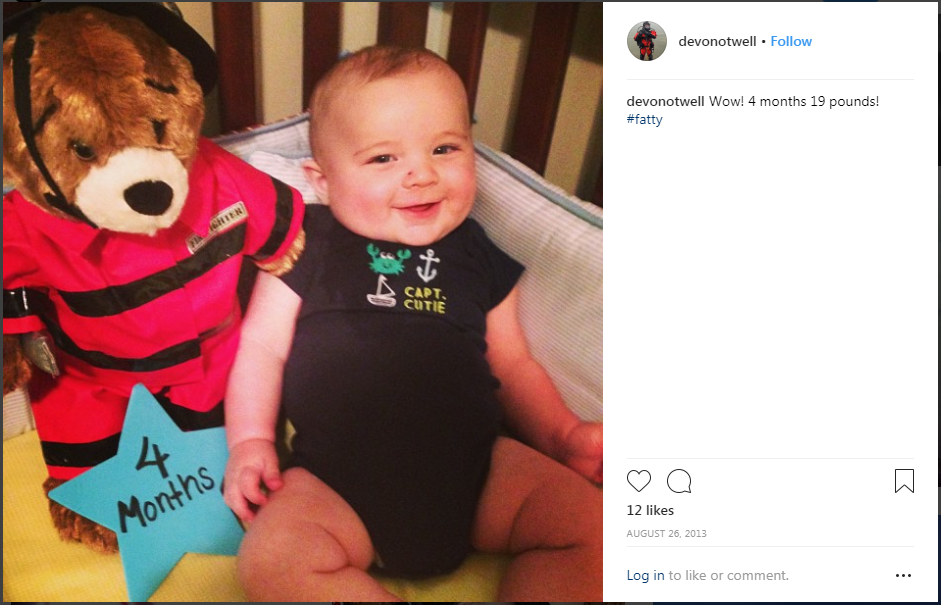 devonotwell • Follow
devonotwell Wow! 4 months 19 pounds!
#fatty
FIREFIGHTER
CAPT.
CUTIE
4
Months
12 likes
AUGUST 26, 2013
Log in to like or comment.